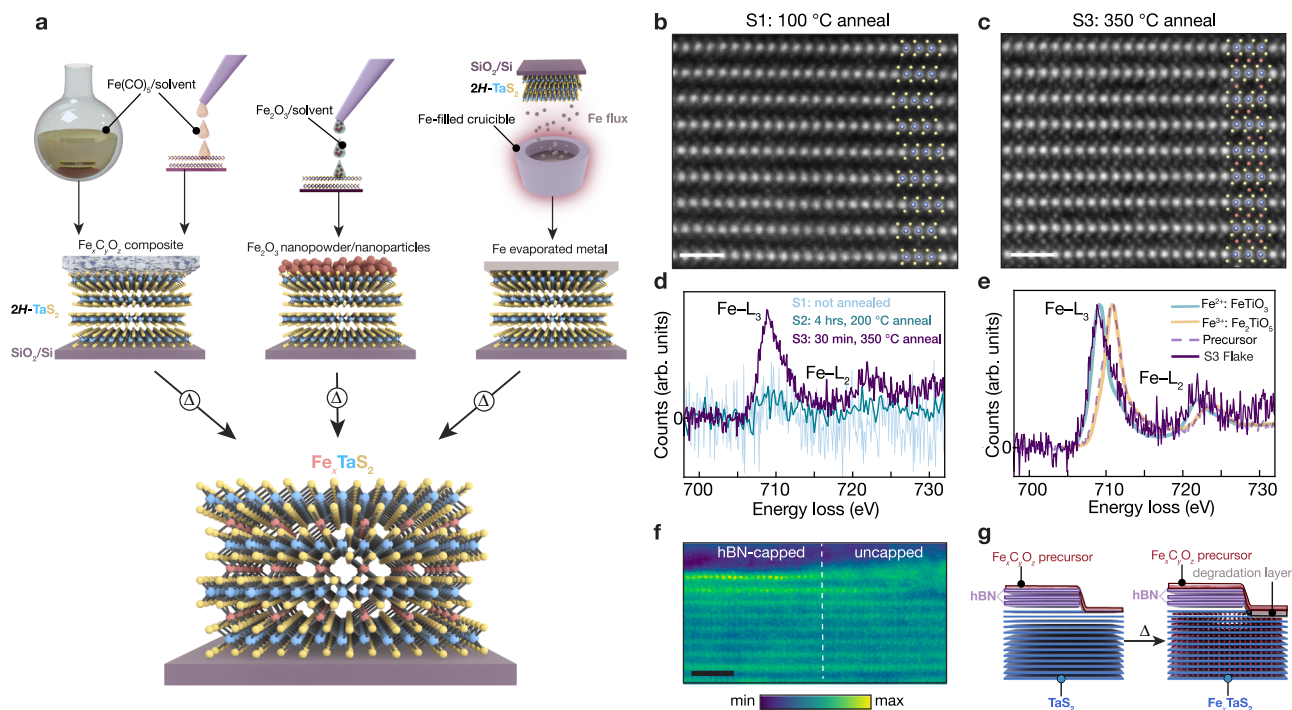 a
Fe(CO)₅/solvent
Fe₂O₃/solvent
SiO₂/Si
2H-TaS₂
Fe flux
Fe-filled cruicible
FeₓCᵧO_z composite
Fe₂O₃ nanopowder/nanoparticles
Fe evaporated metal
2H-TaS₂
SiO₂/Si
Δ
Δ
Δ
FeₓTaS₂
b
S1: 100 °C anneal
c
S3: 350 °C anneal
d
Fe–L₃
S1: not annealed
S2: 4 hrs, 200 °C anneal
S3: 30 min, 350 °C anneal
Fe–L₂
Counts (arb. units)
0
700 710 720 730
Energy loss (eV)
e
Fe–L₃
Fe²⁺: FeTiO₃
Fe³⁺: Fe₂TiO₅
Precursor
S3 Flake
Fe–L₂
Counts (arb. units)
0
700 710 720 730
Energy loss (eV)
f
hBN-capped
uncapped
min
max
g
FeₓCᵧO_z precursor
FeₓCᵧO_z precursor
degradation layer
hBN
hBN
Δ
TaS₂
FeₓTaS₂